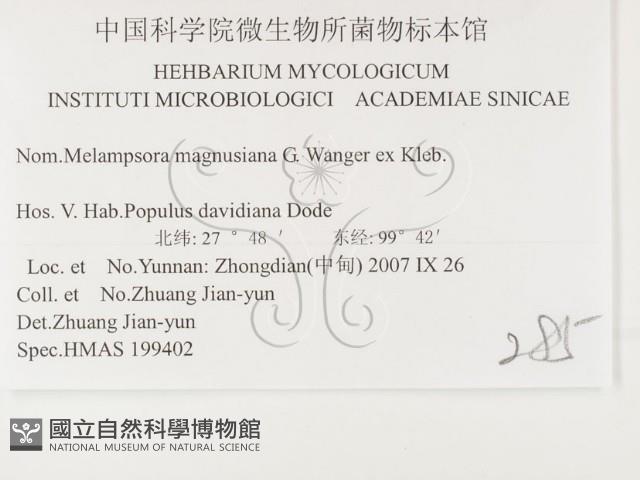 中国科学院微生物所菌物标本馆
HEHBARIUM MYCOLOGICUM
INSTITUTI MICROBIOLOGICI ACADEMIAE SINICAE
Nom.Melampsora magnusiana G. Wanger ex Kleb.
Hos. V. Hab.Populus davidiana Dode
北纬: 27 ° 48 ′ 东经: 99° 42′
Loc. et No.Yunnan: Zhongdian(中甸) 2007 IX 26
Coll. et No.Zhuang Jian-yun
Det.Zhuang Jian-yun
Spec.HMAS 199402
285
國立自然科學博物館
NATIONAL MUSEUM OF NATURAL SCIENCE